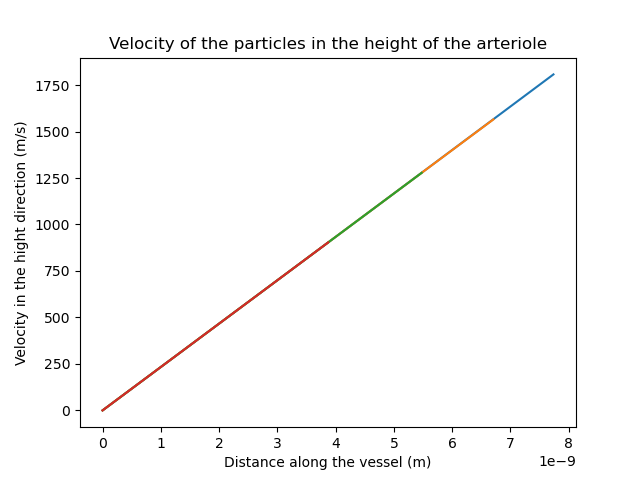 Velocity of the particles in the height of the arteriole
Velocity in the hight direction (m/s)
1750
1500
1250
1000
750
500
250
0
0 1 2 3 4 5 6 7 8
1e−9
Distance along the vessel (m)